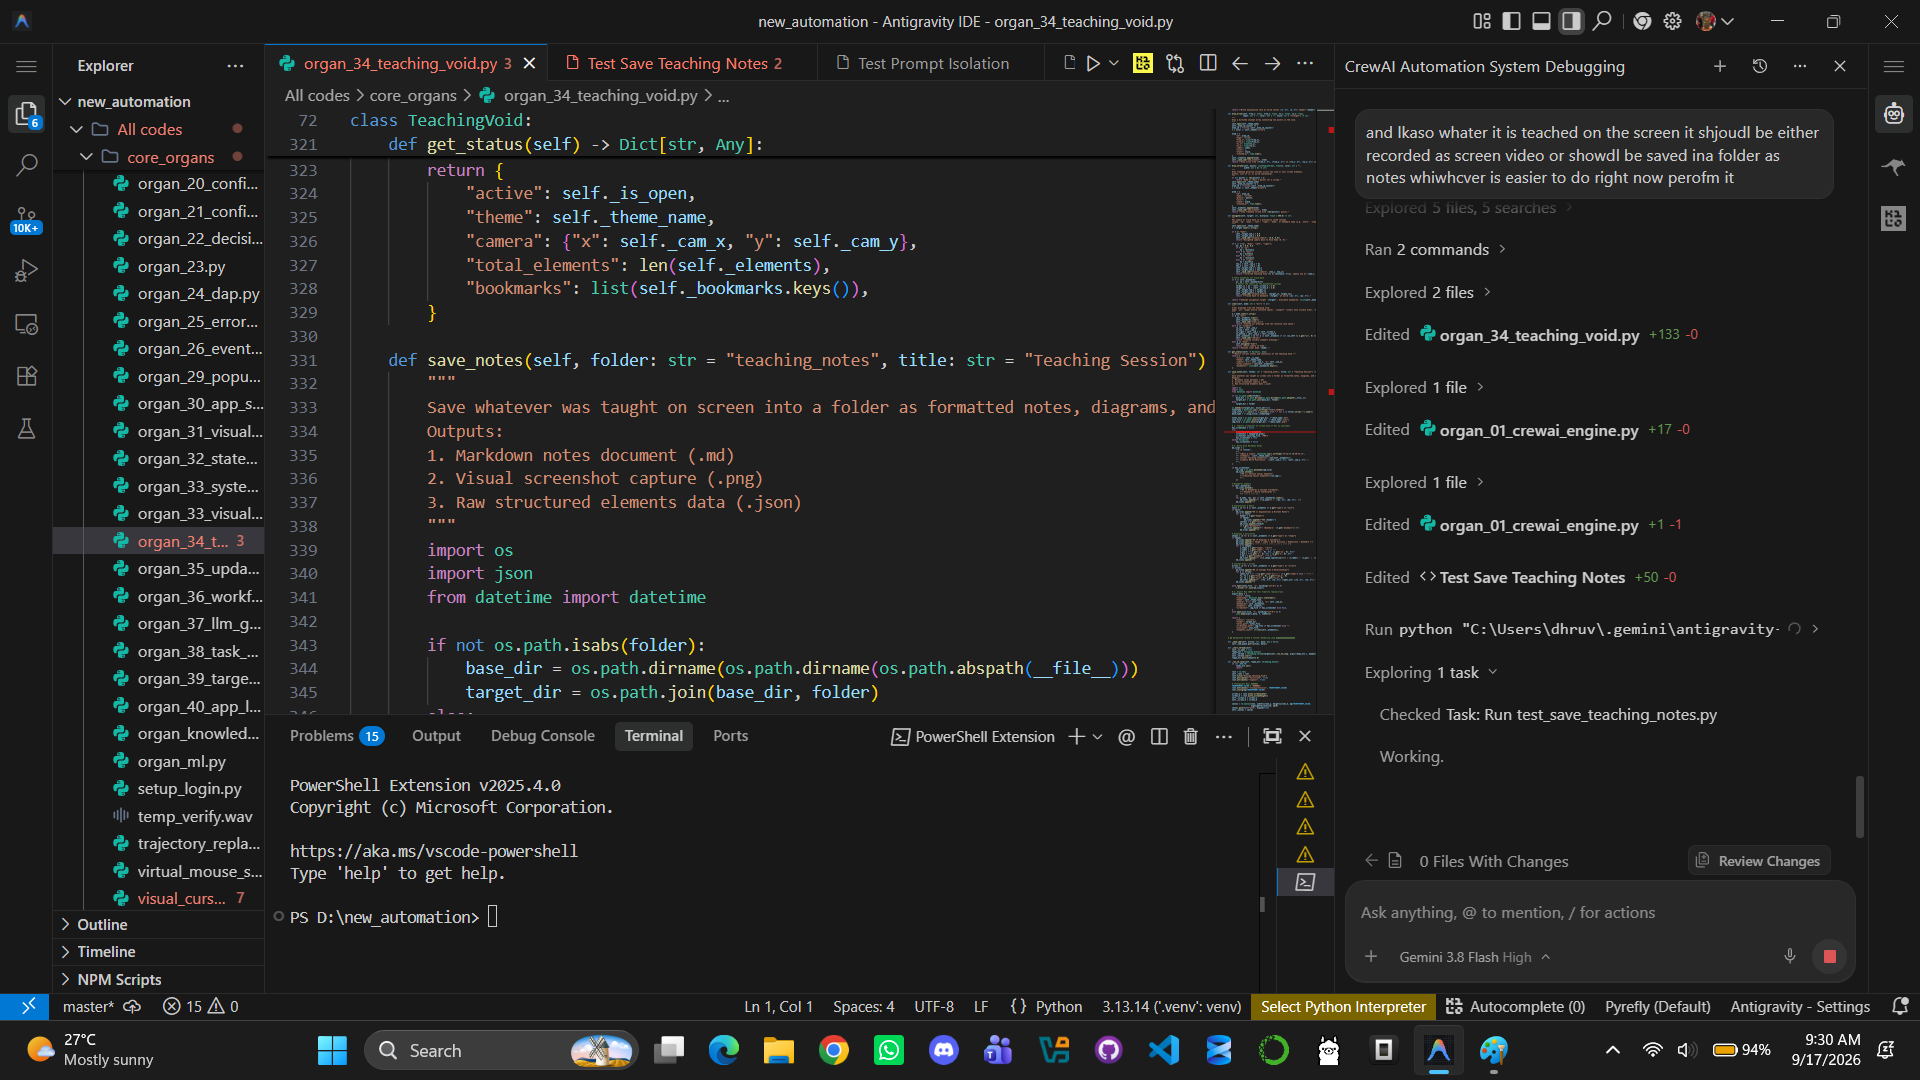 new_automation - Antigravity IDE - organ_34_teaching_void.py
Explorer
new_automation
All codes
core_organs
organ_20_confi...
organ_21_confi...
organ_22_decisi...
organ_23.py
organ_24_dap.py
organ_25_error...
organ_26_event...
organ_29_popu...
organ_30_app_s...
organ_31_visual...
organ_32_state...
organ_33_syste...
organ_33_visual...
organ_34_t... 3
organ_35_upda...
organ_36_workf...
organ_37_llm_g...
organ_38_task_...
organ_39_targe...
organ_40_app_l...
organ_knowled...
organ_ml.py
setup_login.py
temp_verify.wav
trajectory_repla...
virtual_mouse_s...
visual_curs... 7
Outline
Timeline
NPM Scripts
6
10K+
organ_34_teaching_void.py 3
Test Save Teaching Notes 2
Test Prompt Isolation
All codes > core_organs > organ_34_teaching_void.py > ...
72 class TeachingVoid:
321 def get_status(self) -> Dict[str, Any]:
323 return {
324 "active": self._is_open,
325 "theme": self._theme_name,
326 "camera": {"x": self._cam_x, "y": self._cam_y},
327 "total_elements": len(self._elements),
328 "bookmarks": list(self._bookmarks.keys()),
329 }
330
331 def save_notes(self, folder: str = "teaching_notes", title: str = "Teaching Session")
332 """
333 Save whatever was taught on screen into a folder as formatted notes, diagrams, and
334 Outputs:
335 1. Markdown notes document (.md)
336 2. Visual screenshot capture (.png)
337 3. Raw structured elements data (.json)
338 """
339 import os
340 import json
341 from datetime import datetime
342
343 if not os.path.isabs(folder):
344 base_dir = os.path.dirname(os.path.dirname(os.path.abspath(__file__)))
345 target_dir = os.path.join(base_dir, folder)
Problems 15 Output Debug Console Terminal Ports
PowerShell Extension
PowerShell Extension v2025.4.0
Copyright (c) Microsoft Corporation.
https://aka.ms/vscode-powershell
Type 'help' to get help.
PS D:\new_automation>
CrewAI Automation System Debugging
and lkaso whater it is teached on the screen it shjoudl be either
recorded as screen video or showdl be saved ina folder as
notes whiwhcver is easier to do right now perofm it
Explored 5 files, 5 searches
Ran 2 commands
Explored 2 files
Edited organ_34_teaching_void.py +133 -0
Explored 1 file
Edited organ_01_crewai_engine.py +17 -0
Explored 1 file
Edited organ_01_crewai_engine.py +1 -1
Edited Test Save Teaching Notes +50 -0
Run python "C:\Users\dhruv\.gemini\antigravity-
Exploring 1 task
Checked Task: Run test_save_teaching_notes.py
Working.
0 Files With Changes
Review Changes
Ask anything, @ to mention, / for actions
Gemini 3.8 Flash High
master*
15 0
Ln 1, Col 1
Spaces: 4
UTF-8
LF
{} Python
3.13.14 ('.venv': venv)
Select Python Interpreter
Autocomplete (0)
Pyrefly (Default)
Antigravity - Settings
27°C
Mostly sunny
Search
94%
9:30 AM
9/17/2026